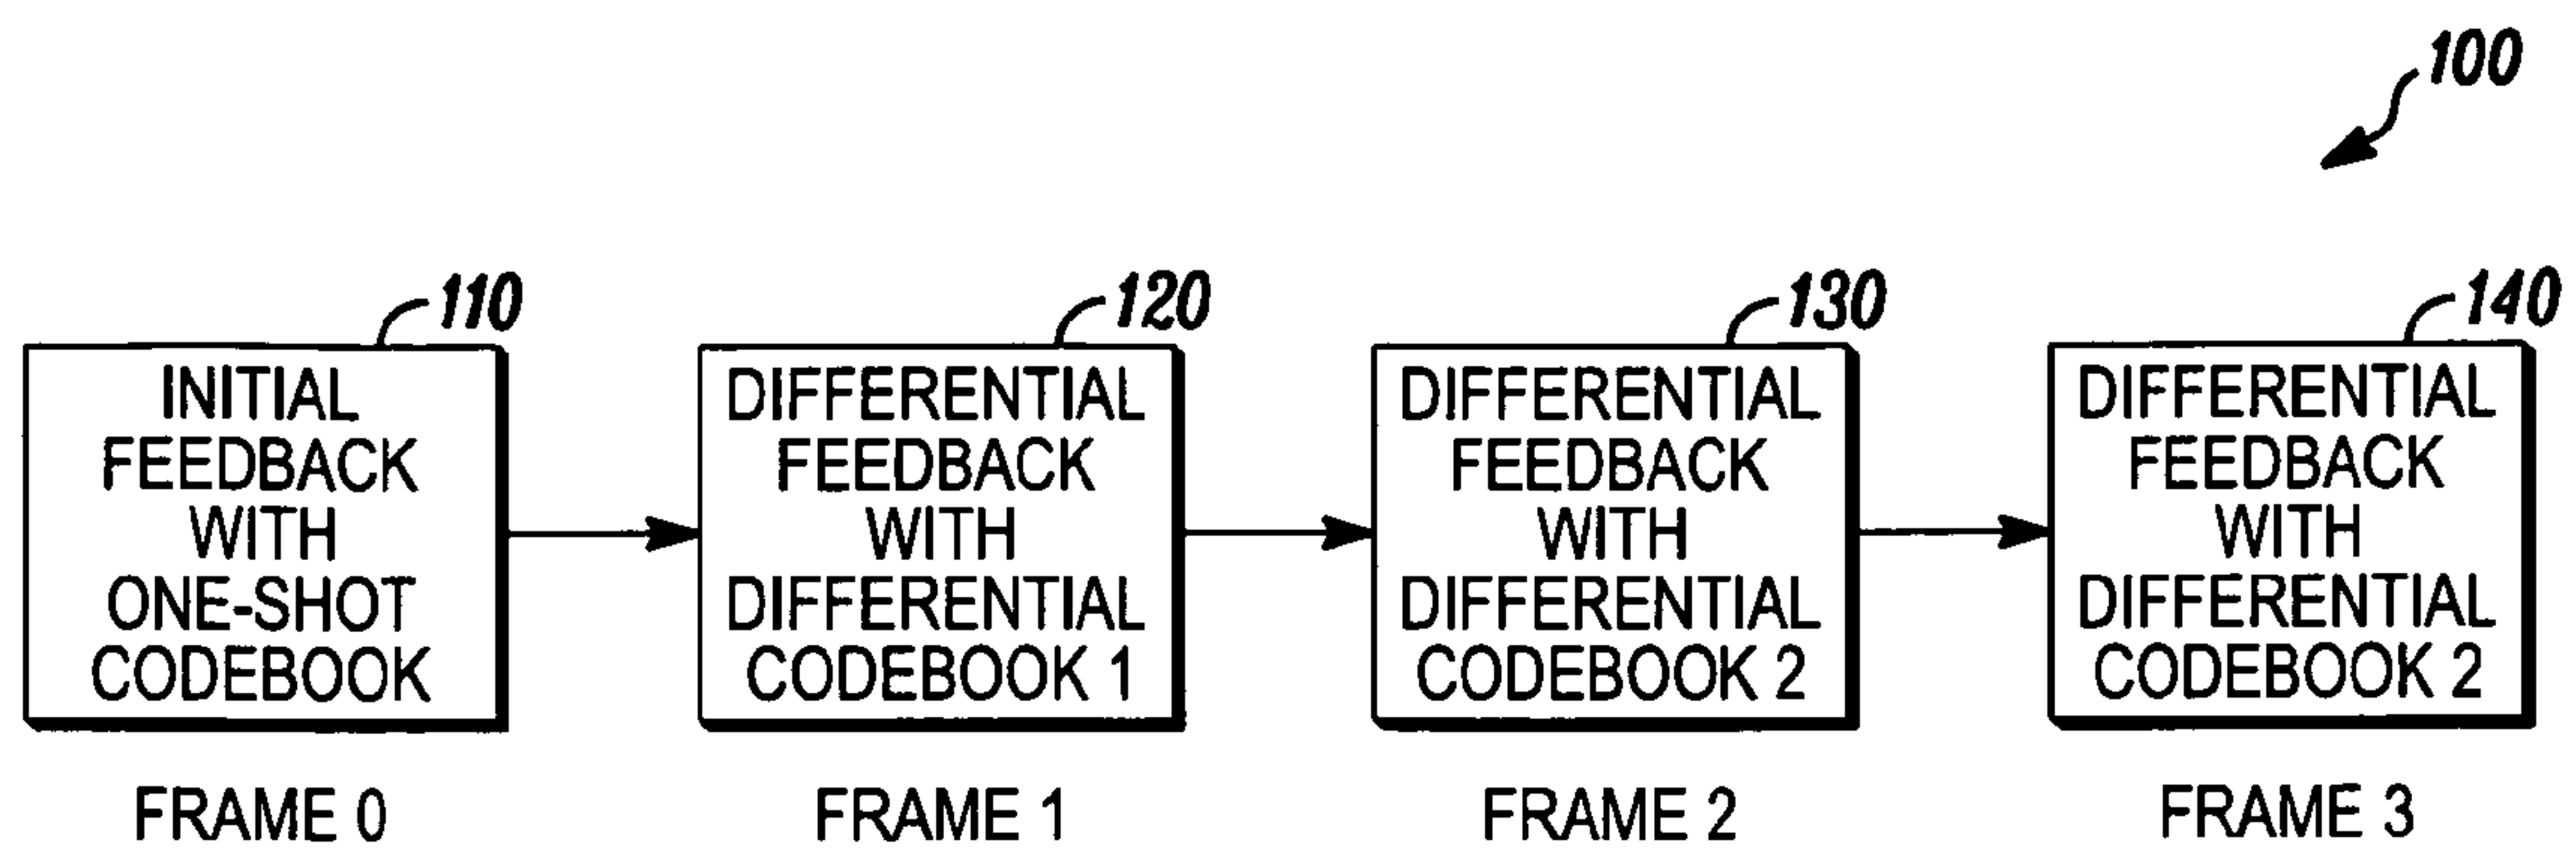 100
110
INITIAL
FEEDBACK
WITH
ONE-SHOT
CODEBOOK
FRAME 0
120
DIFFERENTIAL
FEEDBACK
WITH
DIFFERENTIAL
CODEBOOK 1
FRAME 1
130
DIFFERENTIAL
FEEDBACK
WITH
DIFFERENTIAL
CODEBOOK 2
FRAME 2
140
DIFFERENTIAL
FEEDBACK
WITH
DIFFERENTIAL
CODEBOOK 2
FRAME 3